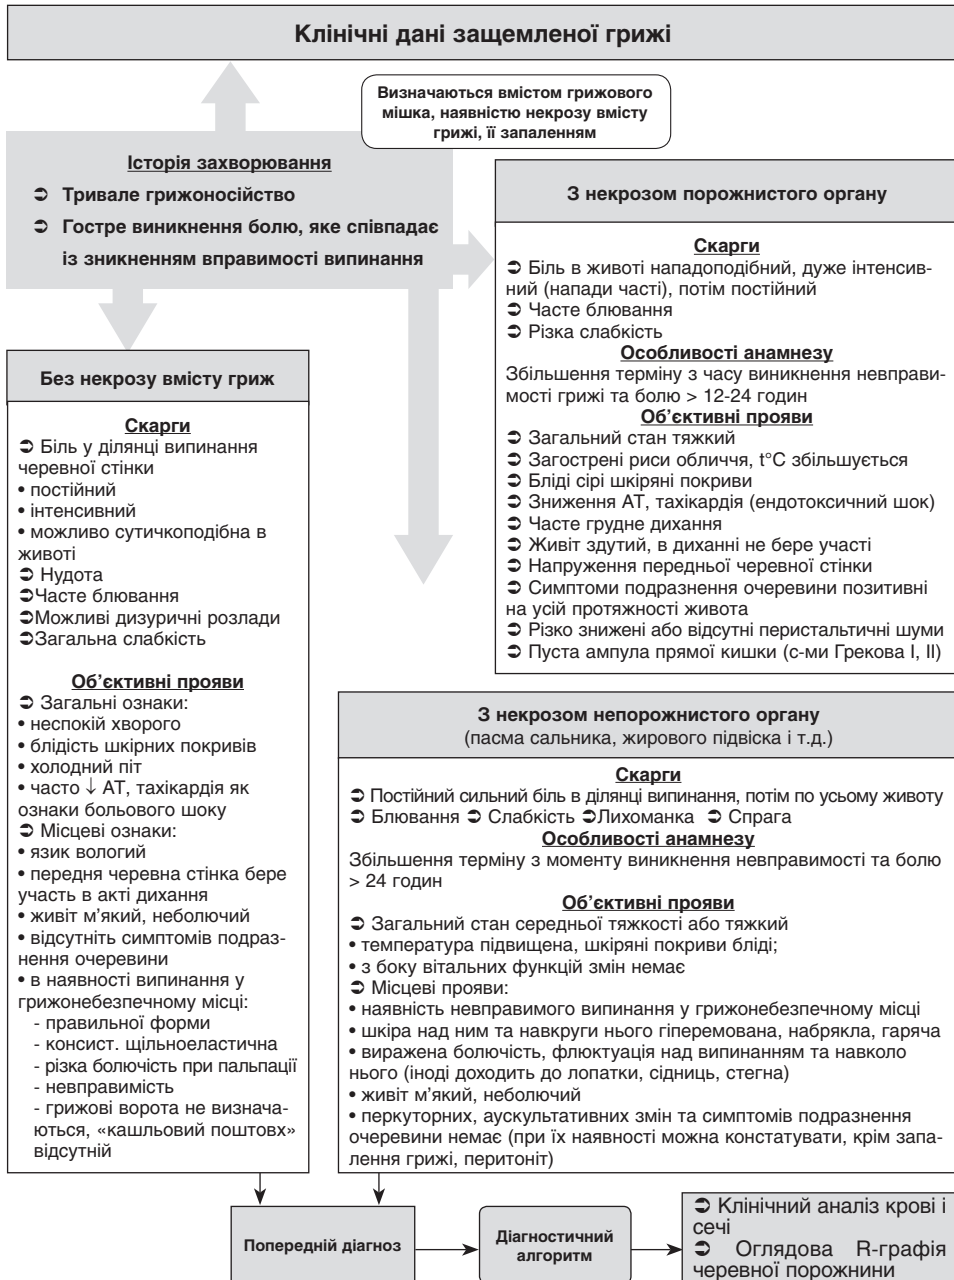 Клінічні дані защемленої грижі
Визначаються вмістом грижового
мішка, наявністю некрозу вмісту
грижі, її запаленням
Історія захворювання
➲ Тривале грижоносійство
➲ Гостре виникнення болю, яке співпадає
із зникненням вправимості випинання
З некрозом порожнистого органу
Скарги
➲ Біль в животі нападоподібний, дуже інтенсив-
ний (напади часті), потім постійний
➲ Часте блювання
➲ Різка слабкість
Особливості анамнезу
Збільшення терміну з часу виникнення невправи-
мості грижі та болю > 12-24 годин
Об’єктивні прояви
➲ Загальний стан тяжкий
➲ Загострені риси обличчя, t°C збільшується
➲ Бліді сірі шкіряні покриви
➲ Зниження АТ, тахікардія (ендотоксичний шок)
➲ Часте грудне дихання
➲ Живіт здутий, в диханні не бере участі
➲ Напруження передньої черевної стінки
➲ Симптоми подразнення очеревини позитивні
на усій протяжності живота
➲ Різко знижені або відсутні перистальтичні шуми
➲ Пуста ампула прямої кишки (с-ми Грекова I, II)
Без некрозу вмісту гриж
Скарги
➲ Біль у ділянці випинання
черевної стінки
• постійний
• інтенсивний
• можливо сутичкоподібна в
животі
➲ Нудота
➲Часте блювання
➲Можливі дизуричні розлади
➲Загальна слабкість
Об’єктивні прояви
➲ Загальні ознаки:
• неспокій хворого
• блідість шкірних покривів
• холодний піт
• часто ↓ АТ, тахікардія як
ознаки больового шоку
➲ Місцеві ознаки:
• язик вологий
• передня черевна стінка бере
участь в акті дихання
• живіт м’який, неболючий
• відсутніть симптомів подраз-
нення очеревини
• в наявності випинання у
грижонебезпечному місці:
- правильної форми
- консист. щільноеластична
- різка болючість при пальпації
- невправимість
- грижові ворота не визнача-
ються, «кашльовий поштовх»
відсутній
З некрозом непорожнистого органу
(пасма сальника, жирового підвіска і т.д.)
Скарги
➲ Постійний сильний біль в ділянці випинання, потім по усьому животу
➲ Блювання ➲ Слабкість ➲Лихоманка ➲ Спрага
Особливості анамнезу
Збільшення терміну з моменту виникнення невправимості та болю
> 24 годин
Об’єктивні прояви
➲ Загальний стан середньої тяжкості або тяжкий
• температура підвищена, шкіряні покриви бліді;
• з боку вітальних функцій змін немає
➲ Місцеві прояви:
• наявність невправимого випинання у грижонебезпечному місці
• шкіра над ним та навкруги нього гіперемована, набрякла, гаряча
• виражена болючість, флюктуація над випинанням та навколо
нього (іноді доходить до лопатки, сідниць, стегна)
• живіт м’який, неболючий
• перкуторних, аускультативних змін та симптомів подразнення
очеревини немає (при їх наявності можна констатувати, крім запа-
лення грижі, перитоніт)
Попередній діагноз
Діагностичний
алгоритм
➲ Клінічний аналіз крові і
сечі
➲ Оглядова R-графія
черевної порожнини